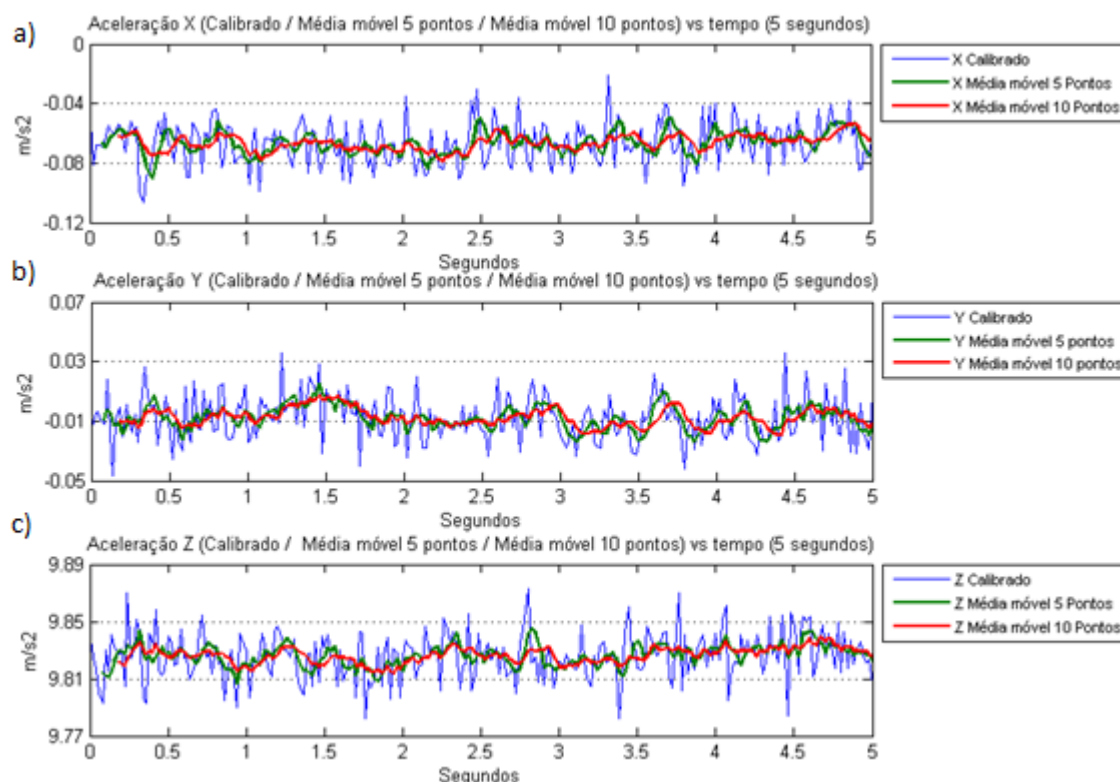 a)
Aceleração X (Calibrado / Média móvel 5 pontos / Média móvel 10 pontos) vs tempo (5 segundos)
0
-0.04
-0.08
-0.12
m/s2
0 0.5 1 1.5 2 2.5 3 3.5 4 4.5 5
Segundos
X Calibrado
X Média móvel 5 Pontos
X Média móvel 10 Pontos
b)
Aceleração Y (Calibrado / Média móvel 5 pontos / Média móvel 10 pontos) vs tempo (5 segundos)
0.07
0.03
-0.01
-0.05
m/s2
0 0.5 1 1.5 2 2.5 3 3.5 4 4.5 5
Segundos
Y Calibrado
Y Média móvel 5 pontos
Y Média móvel 10 pontos
c)
Aceleração Z (Calibrado / Média móvel 5 pontos / Média móvel 10 pontos) vs tempo (5 segundos)
9.89
9.85
9.81
9.77
m/s2
0 0.5 1 1.5 2 2.5 3 3.5 4 4.5 5
Segundos
Z Calibrado
Z Média móvel 5 Pontos
Z Média móvel 10 Pontos